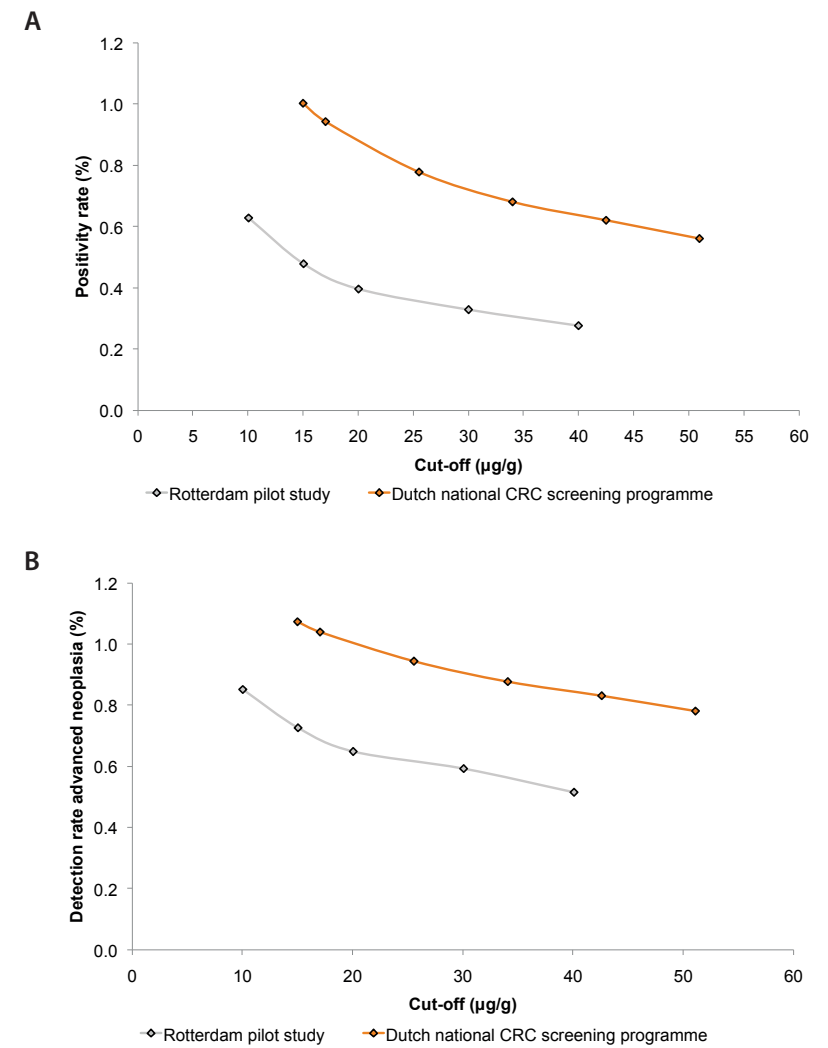 A
Positivity rate (%)
1.2
1.0
0.8
0.6
0.4
0.2
0.0
0 5 10 15 20 25 30 35 40 45 50 55 60
Cut-off (µg/g)
Rotterdam pilot study Dutch national CRC screening programme
B
Detection rate advanced neoplasia (%)
1.2
1.0
0.8
0.6
0.4
0.2
0.0
0 10 20 30 40 50 60
Cut-off (µg/g)
Rotterdam pilot study Dutch national CRC screening programme